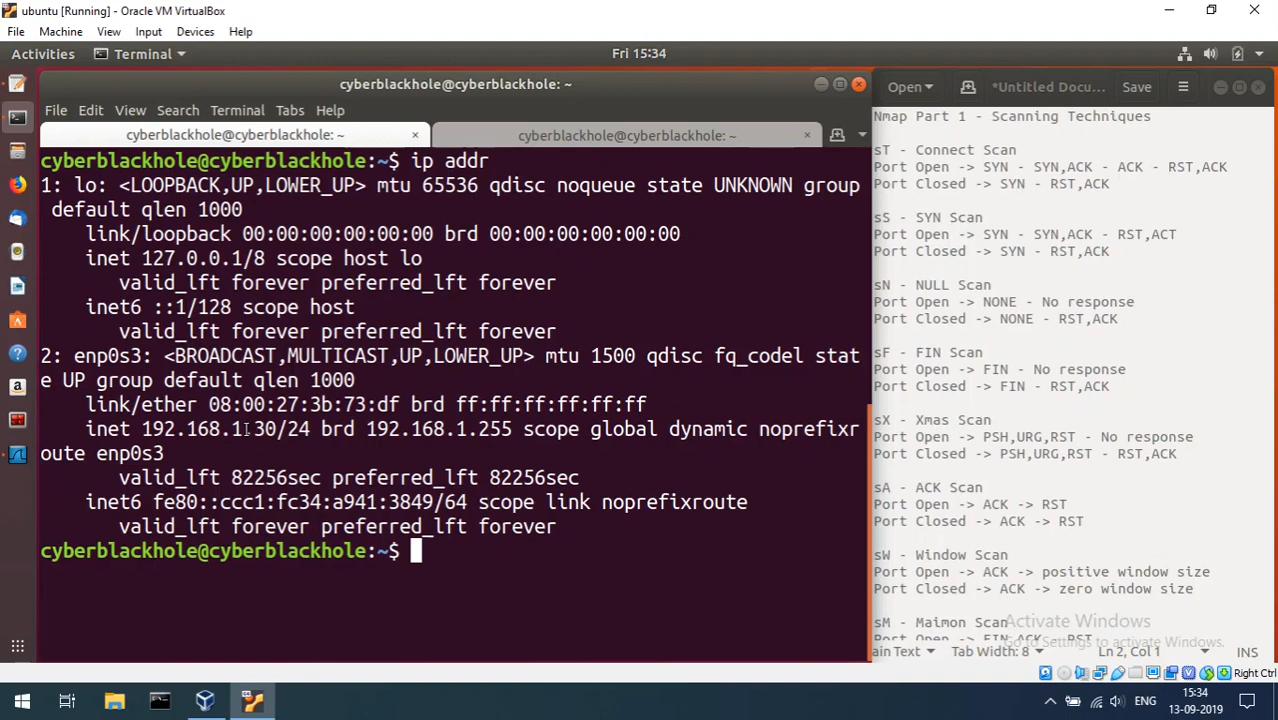 ubuntu [Running] - Oracle VM VirtualBox
File Machine View Input Devices Help
Activities Terminal Fri 15:34
cyberblackhole@cyberblackhole: ~
File Edit View Search Terminal Tabs Help
cyberblackhole@cyberblackhole: ~ × cyberblackhole@cyberblackhole: ~ ×
cyberblackhole@cyberblackhole:~$ ip addr
1: lo: <LOOPBACK,UP,LOWER_UP> mtu 65536 qdisc noqueue state UNKNOWN group
default qlen 1000
link/loopback 00:00:00:00:00:00 brd 00:00:00:00:00:00
inet 127.0.0.1/8 scope host lo
valid_lft forever preferred_lft forever
inet6 ::1/128 scope host
valid_lft forever preferred_lft forever
2: enp0s3: <BROADCAST,MULTICAST,UP,LOWER_UP> mtu 1500 qdisc fq_codel stat
e UP group default qlen 1000
link/ether 08:00:27:3b:73:df brd ff:ff:ff:ff:ff:ff
inet 192.168.1.30/24 brd 192.168.1.255 scope global dynamic noprefixr
oute enp0s3
valid_lft 82256sec preferred_lft 82256sec
inet6 fe80::ccc1:fc34:a941:3849/64 scope link noprefixroute
valid_lft forever preferred_lft forever
cyberblackhole@cyberblackhole:~$
Open *Untitled Docu... Save
Nmap Part 1 - Scanning Techniques
sT - Connect Scan
Port Open -> SYN - SYN,ACK - ACK - RST,ACK
Port Closed -> SYN - RST,ACK
sS - SYN Scan
Port Open -> SYN - SYN,ACK - RST,ACT
Port Closed -> SYN - RST,ACK
sN - NULL Scan
Port Open -> NONE - No response
Port Closed -> NONE - RST,ACK
sF - FIN Scan
Port Open -> FIN - No response
Port Closed -> FIN - RST,ACK
sX - Xmas Scan
Port Open -> PSH,URG,RST - No response
Port Closed -> PSH,URG,RST - RST,ACK
sA - ACK Scan
Port Open -> ACK -> RST
Port Closed -> ACK -> RST
sW - Window Scan
Port Open -> ACK -> positive window size
Port Closed -> ACK -> zero window size
sM - Maimon Scan
Port Open -> FIN,ACK - RST
Activate Windows
Go to Settings to activate Windows.
ain Text Tab Width: 8 Ln2, Col 1 INS
Right Ctrl
ENG 15:34
13-09-2019